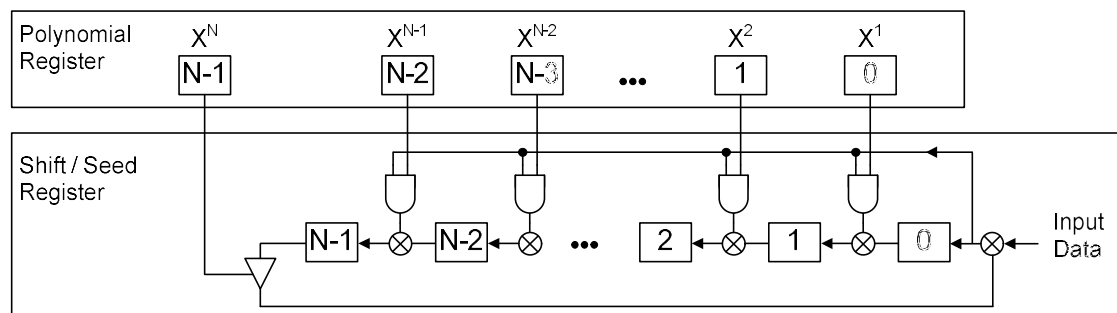 Polynomial
Register
X^N X^N-1 X^N-2 X^2 X^1
N-1 N-2 N-3 ••• 1 0
Shift / Seed
Register
N-1 N-2 ••• 2 1 0
Input
Data